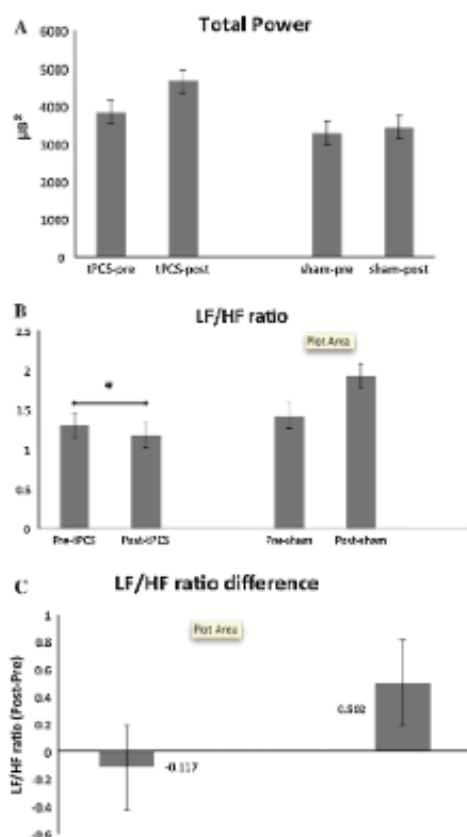 A
Total Power
6000
5000
4000
3000
2000
1000
0
tPCS-pre
tPCS-post
sham-pre
sham-post
B
LF/HF ratio
Plot Area
2.5
2
1.5
1
0.5
0
*
Pre-tPCS
Post-tPCS
Pre-sham
Post-sham
C
LF/HF ratio difference
Plot Area
LF/HF ratio (Post-Pre)
1
0.8
0.6
0.4
0.2
0
-0.2
-0.4
-0.6
-0.117
0.502